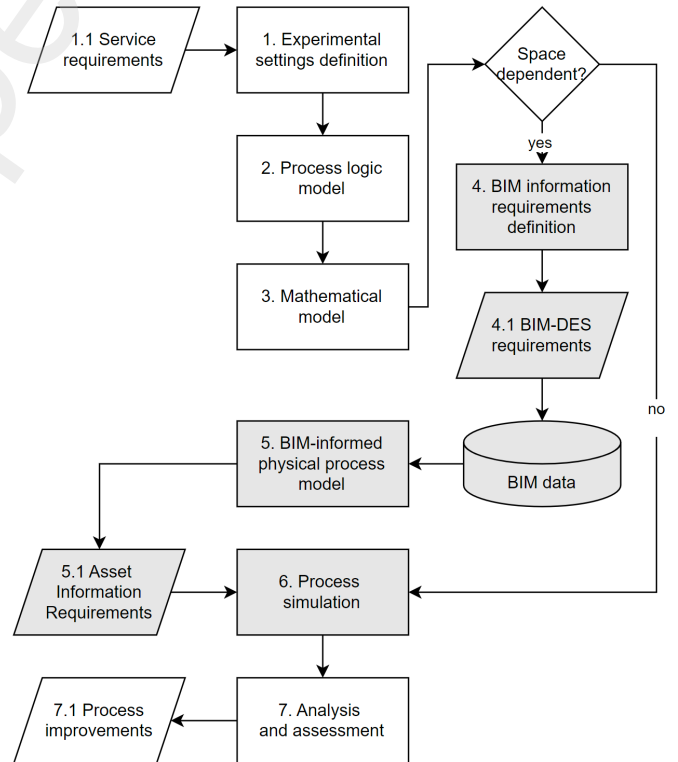 1.1 Service
requirements
1. Experimental
settings definition
Space
dependent?
2. Process logic
model
yes
4. BIM information
requirements
definition
3. Mathematical
model
4.1 BIM-DES
requirements
no
5. BIM-informed
physical process
model
BIM data
5.1 Asset
Information
Requirements
6. Process
simulation
7.1 Process
improvements
7. Analysis
and assessment